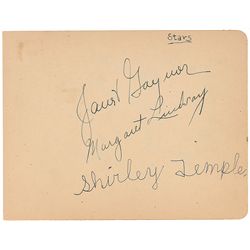 Stars
Janet Gaynor
Margaret Lindsay
Shirley Temple